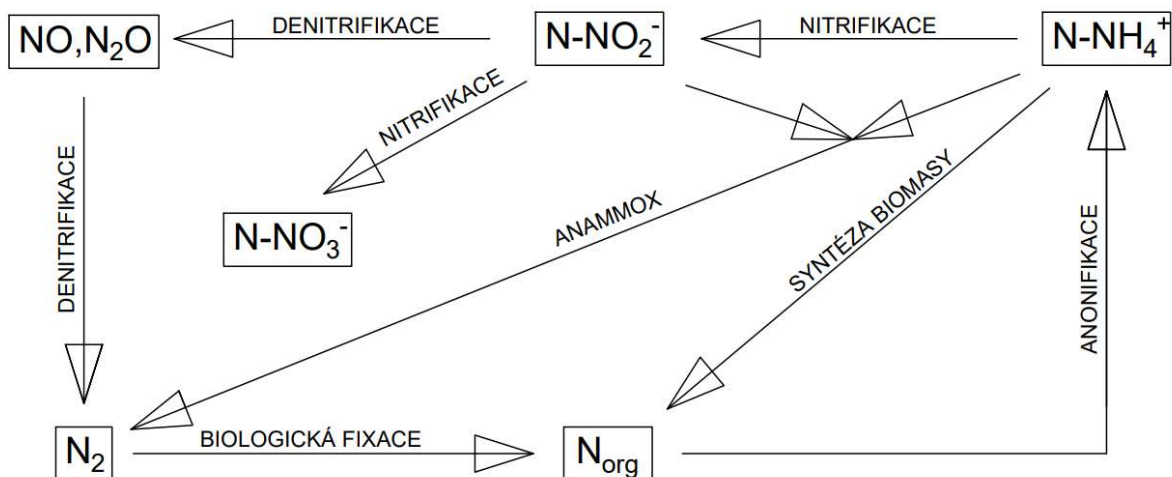 DENITRIFIKACE
NO,N₂O
N-NO₂⁻
NITRIFIKACE
N-NH₄⁺
NITRIFIKACE
DENITRIFIKACE
N-NO₃⁻
ANAMMOX
SYNTÉZA BIOMASY
ANONIFIKACE
N₂
BIOLOGICKÁ FIXACE
Norg